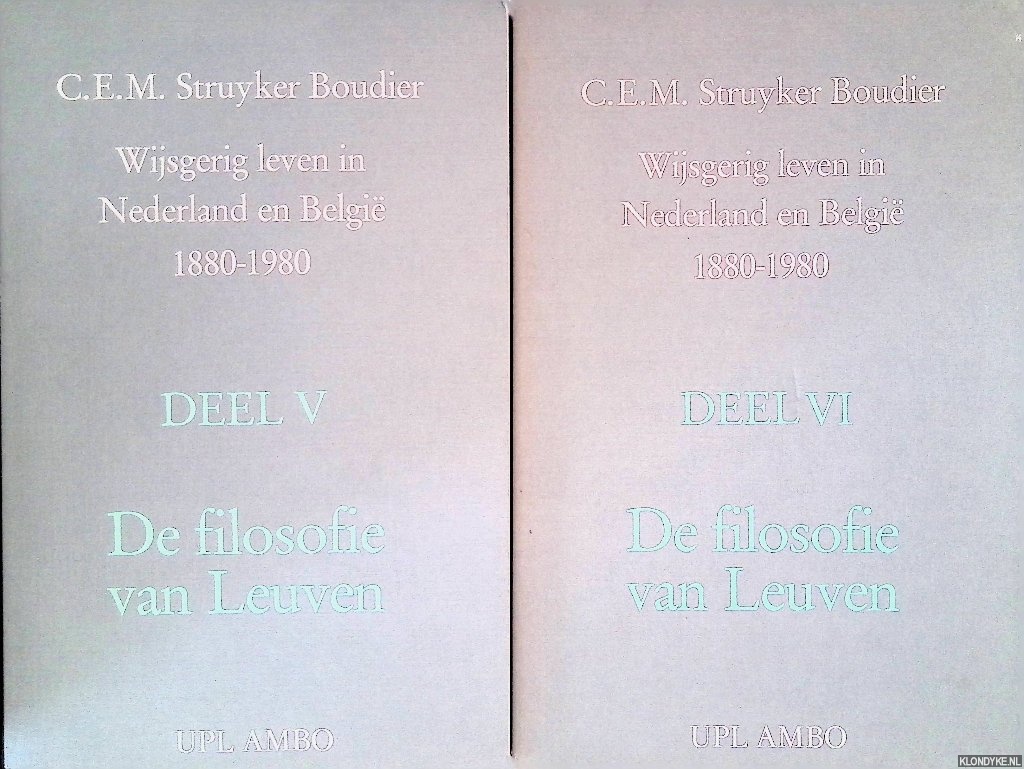 C.E.M. Struyker Boudier
Wijsgerig leven in
Nederland en België
1880-1980
DEEL V
De filosofie
van Leuven
UPL AMBO
C.E.M. Struyker Boudier
Wijsgerig leven in
Nederland en België
1880-1980
DEEL VI
De filosofie
van Leuven
UPL AMBO
KLONDYKE.NL